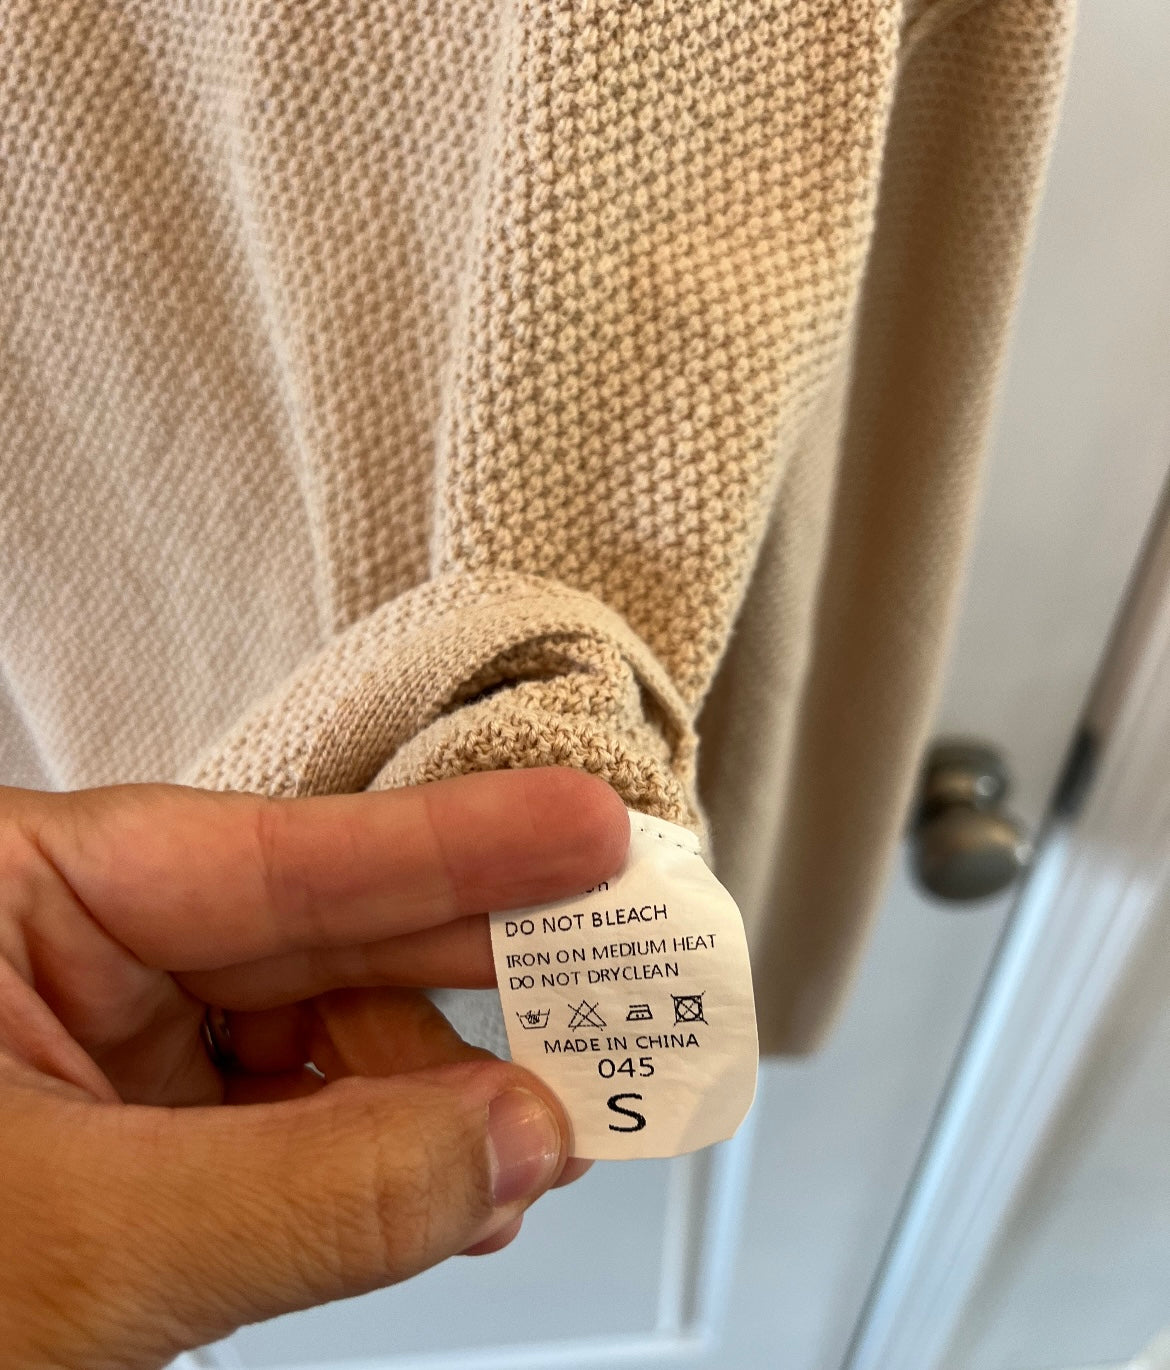 DO NOT BLEACH
IRON ON MEDIUM HEAT
DO NOT DRYCLEAN
MADE IN CHINA
045
S